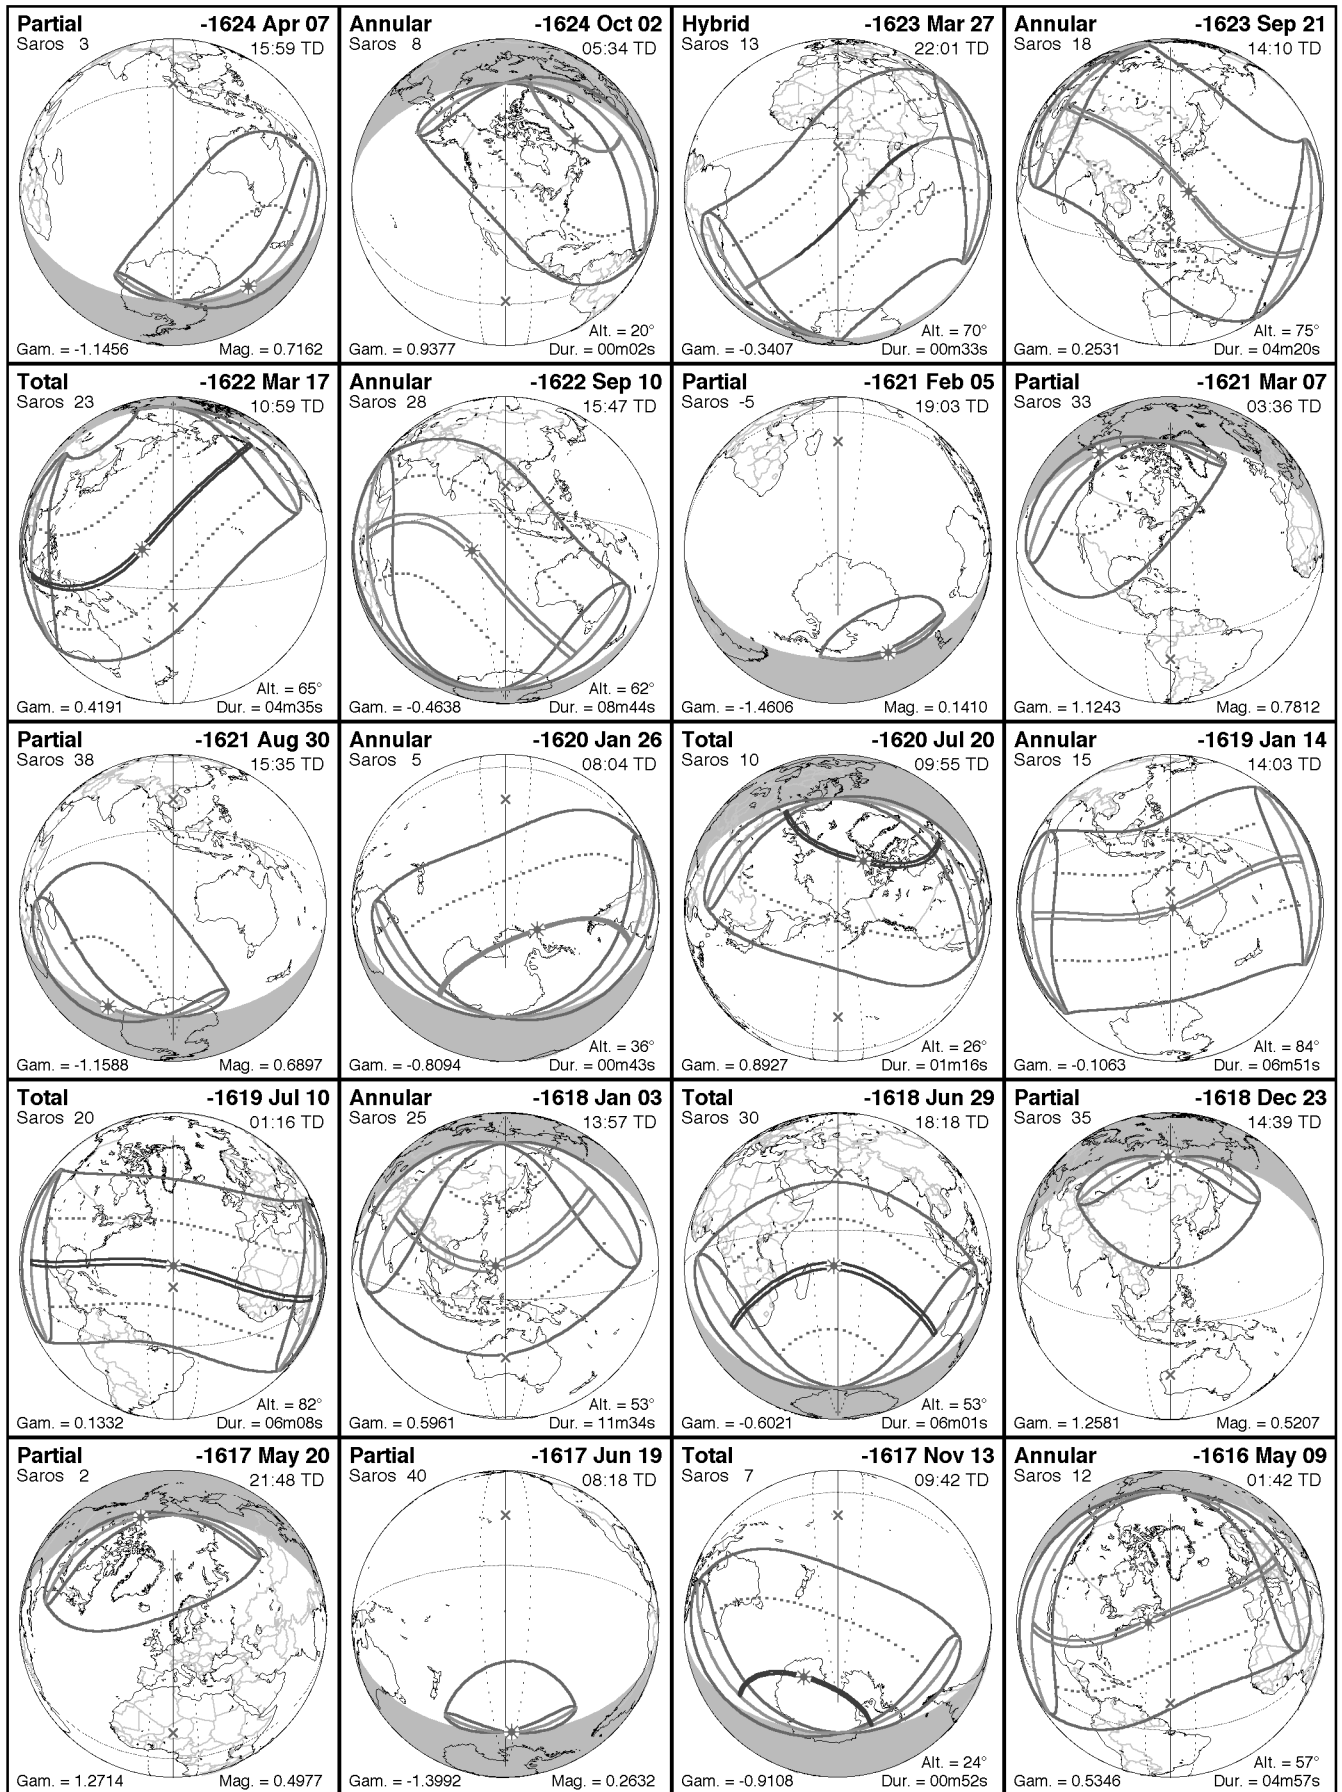 Partial -1624 Apr 07
Saros 3 15:59 TD
Gam. = -1.1456 Mag. = 0.7162
Annular -1624 Oct 02
Saros 8 05:34 TD
Alt. = 20°
Gam. = 0.9377 Dur. = 00m02s
Hybrid -1623 Mar 27
Saros 13 22:01 TD
Alt. = 70°
Gam. = -0.3407 Dur. = 00m33s
Annular -1623 Sep 21
Saros 18 14:10 TD
Alt. = 75°
Gam. = 0.2531 Dur. = 04m20s
Total -1622 Mar 17
Saros 23 10:59 TD
Alt. = 65°
Gam. = 0.4191 Dur. = 04m35s
Annular -1622 Sep 10
Saros 28 15:47 TD
Alt. = 62°
Gam. = -0.4638 Dur. = 08m44s
Partial -1621 Feb 05
Saros -5 19:03 TD
Gam. = -1.4606 Mag. = 0.1410
Partial -1621 Mar 07
Saros 33 03:36 TD
Gam. = 1.1243 Mag. = 0.7812
Partial -1621 Aug 30
Saros 38 15:35 TD
Gam. = -1.1588 Mag. = 0.6897
Annular -1620 Jan 26
Saros 5 08:04 TD
Alt. = 36°
Gam. = -0.8094 Dur. = 00m43s
Total -1620 Jul 20
Saros 10 09:55 TD
Alt. = 26°
Gam. = 0.8927 Dur. = 01m16s
Annular -1619 Jan 14
Saros 15 14:03 TD
Alt. = 84°
Gam. = -0.1063 Dur. = 06m51s
Total -1619 Jul 10
Saros 20 01:16 TD
Alt. = 82°
Gam. = 0.1332 Dur. = 06m08s
Annular -1618 Jan 03
Saros 25 13:57 TD
Alt. = 53°
Gam. = 0.5961 Dur. = 11m34s
Total -1618 Jun 29
Saros 30 18:18 TD
Alt. = 53°
Gam. = -0.6021 Dur. = 06m01s
Partial -1618 Dec 23
Saros 35 14:39 TD
Gam. = 1.2581 Mag. = 0.5207
Partial -1617 May 20
Saros 2 21:48 TD
Gam. = 1.2714 Mag. = 0.4977
Partial -1617 Jun 19
Saros 40 08:18 TD
Gam. = -1.3992 Mag. = 0.2632
Total -1617 Nov 13
Saros 7 09:42 TD
Alt. = 24°
Gam. = -0.9108 Dur. = 00m52s
Annular -1616 May 09
Saros 12 01:42 TD
Alt. = 57°
Gam. = 0.5346 Dur. = 04m57s